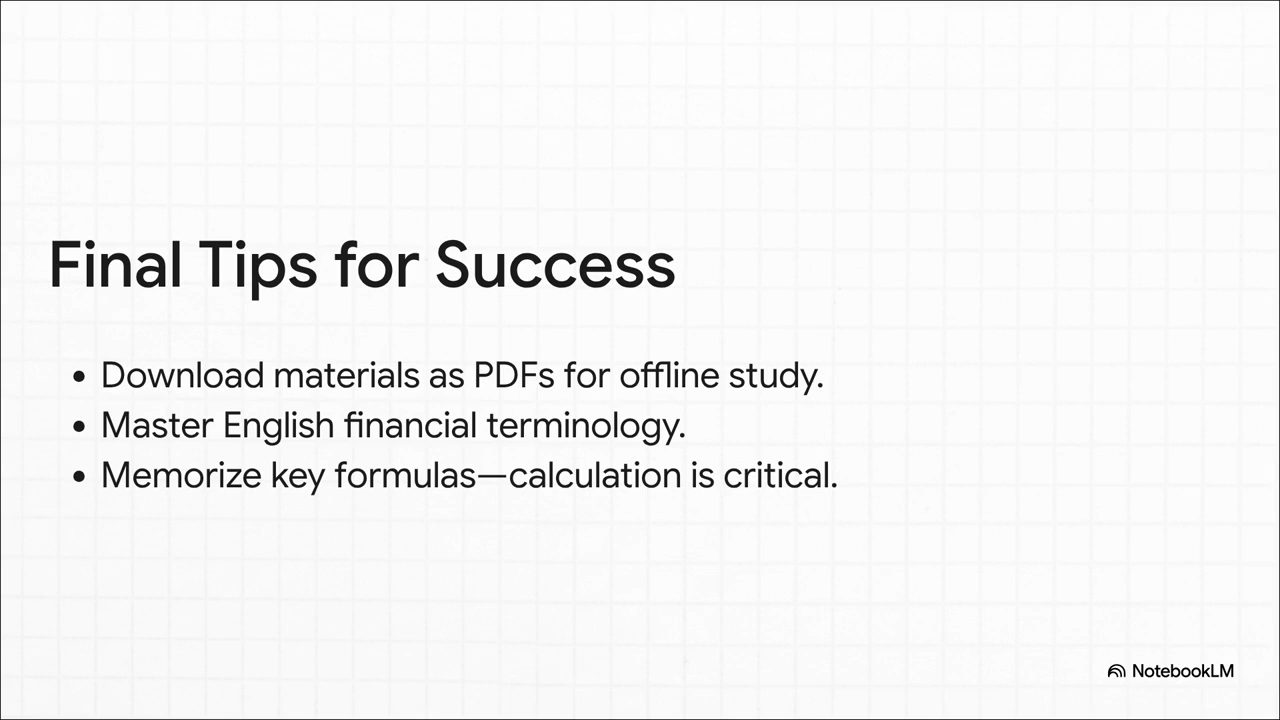 Final Tips for Success
• Download materials as PDFs for offline study.
• Master English financial terminology.
• Memorize key formulas—calculation is critical.
NotebookLM